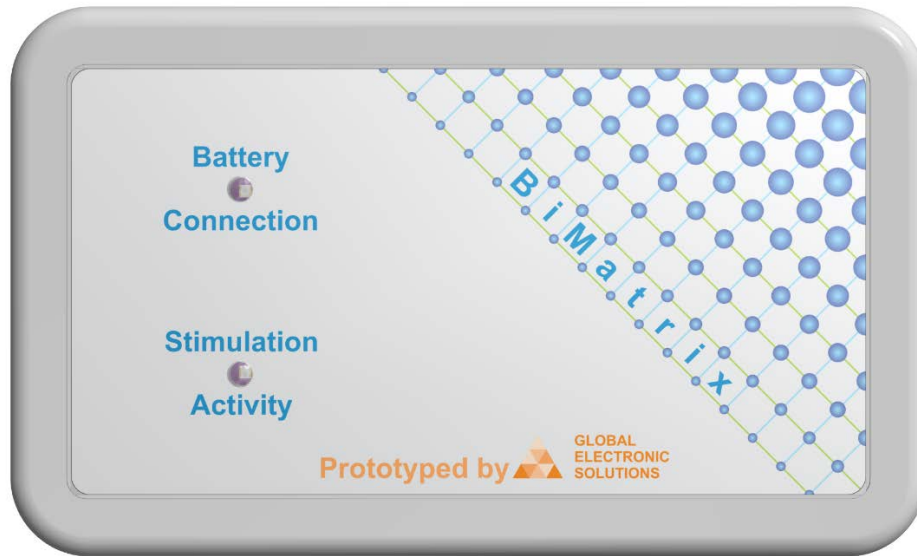 Battery
Connection
BiMatrix
Stimulation
Activity
Prototyped by
GLOBAL
ELECTRONIC
SOLUTIONS